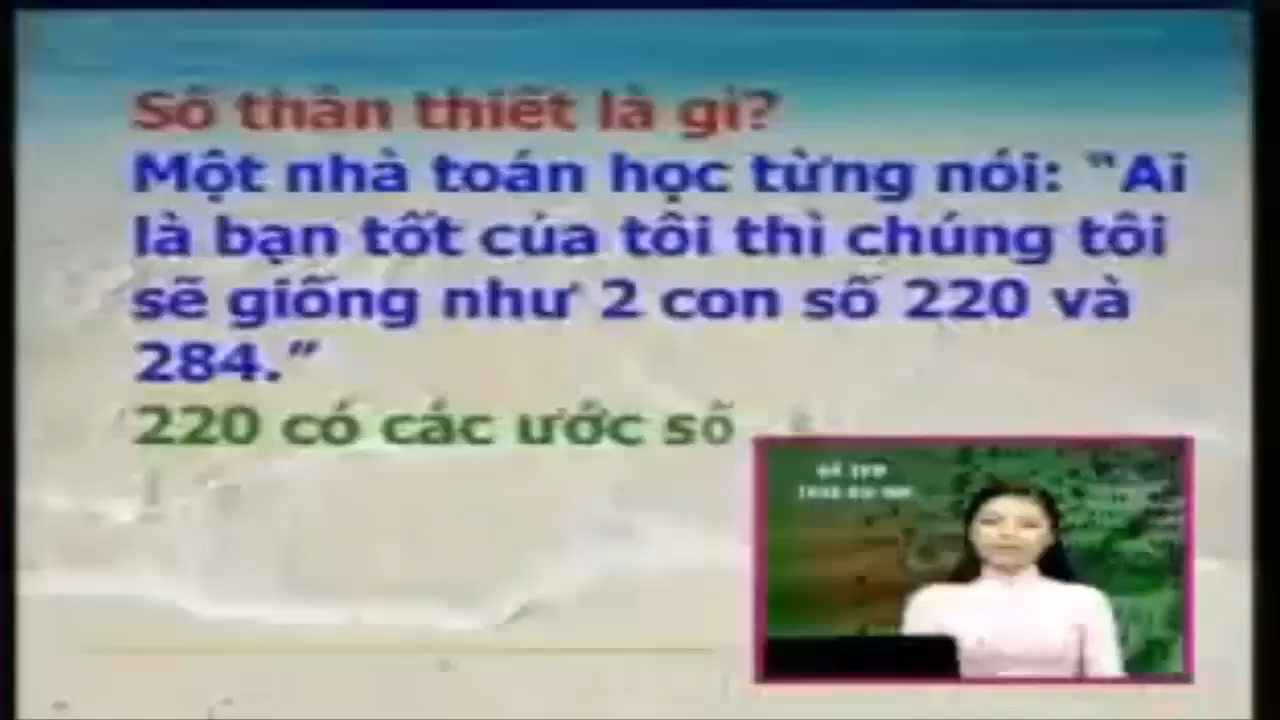 Số thân thiết là gì?
Một nhà toán học từng nói: "Ai
là bạn tốt của tôi thì chúng tôi
sẽ giống như 2 con số 220 và
284."
220 có các ước số